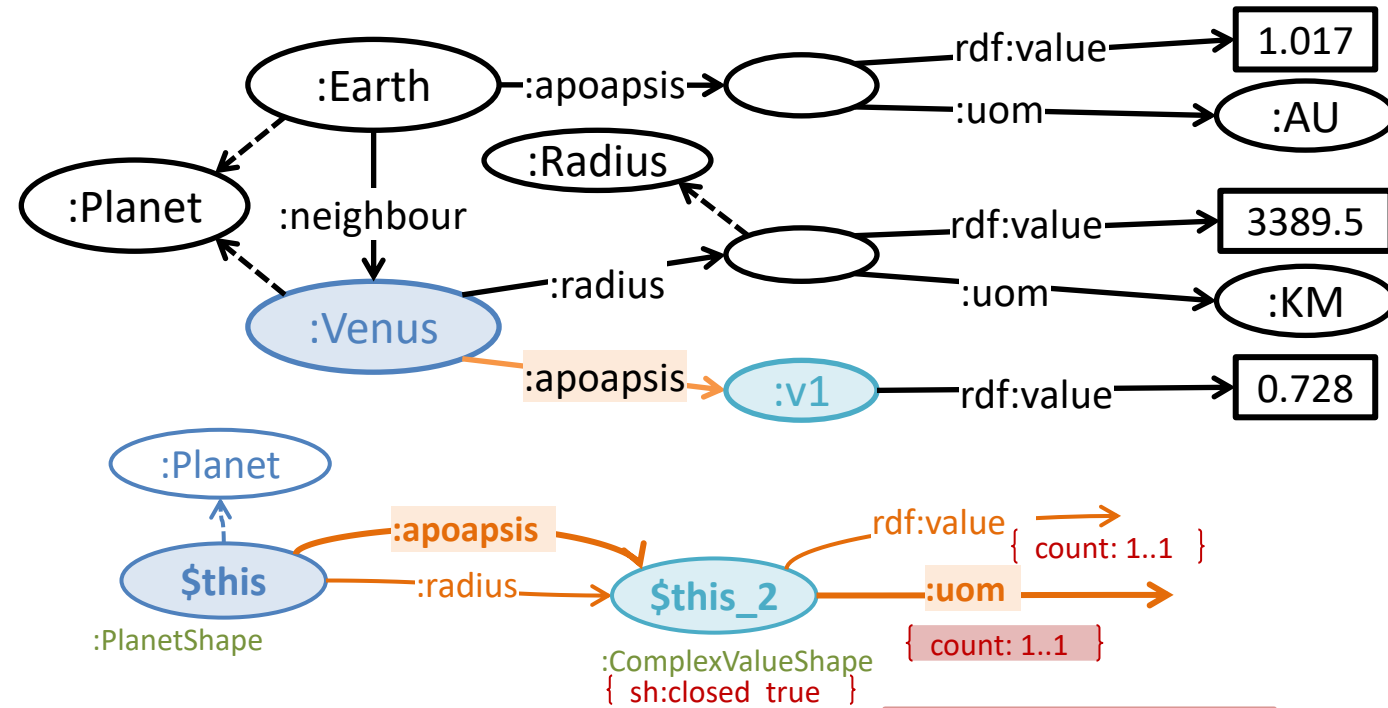 rdf:value
1.017
:Earth
:apoapsis
:uom
:AU
:Radius
:Planet
:neighbour
rdf:value
3389.5
:radius
:uom
:KM
:Venus
:apoapsis
:v1
rdf:value
0.728
:Planet
:apoapsis
rdf:value
{ count: 1..1 }
$this
:radius
$this_2
:uom
:PlanetShape
{ count: 1..1 }
:ComplexValueShape
{ sh:closed true }